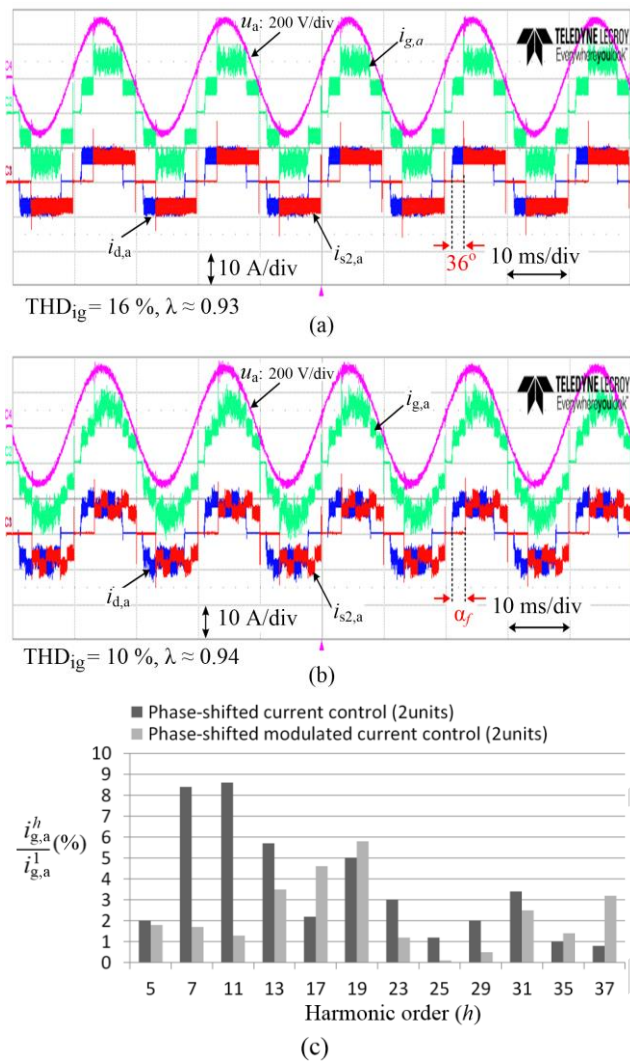 (a)
u_a: 200 V/div
i_g,a
TELEDYNE LECROY
Everywhereyoulook™
i_d,a
i_s2,a
10 A/div
36°
10 ms/div
THD_ig = 16 %, λ ≈ 0.93
(a)
u_a: 200 V/div
i_g,a
TELEDYNE LECROY
Everywhereyoulook™
i_d,a
i_s2,a
10 A/div
α_f
10 ms/div
THD_ig = 10 %, λ ≈ 0.94
(b)
Phase-shifted current control (2units)
Phase-shifted modulated current control (2units)
i^h_g,a / i^1_g,a (%)
10
9
8
7
6
5
4
3
2
1
0
5 7 11 13 17 19 23 25 29 31 35 37
Harmonic order (h)
(c)